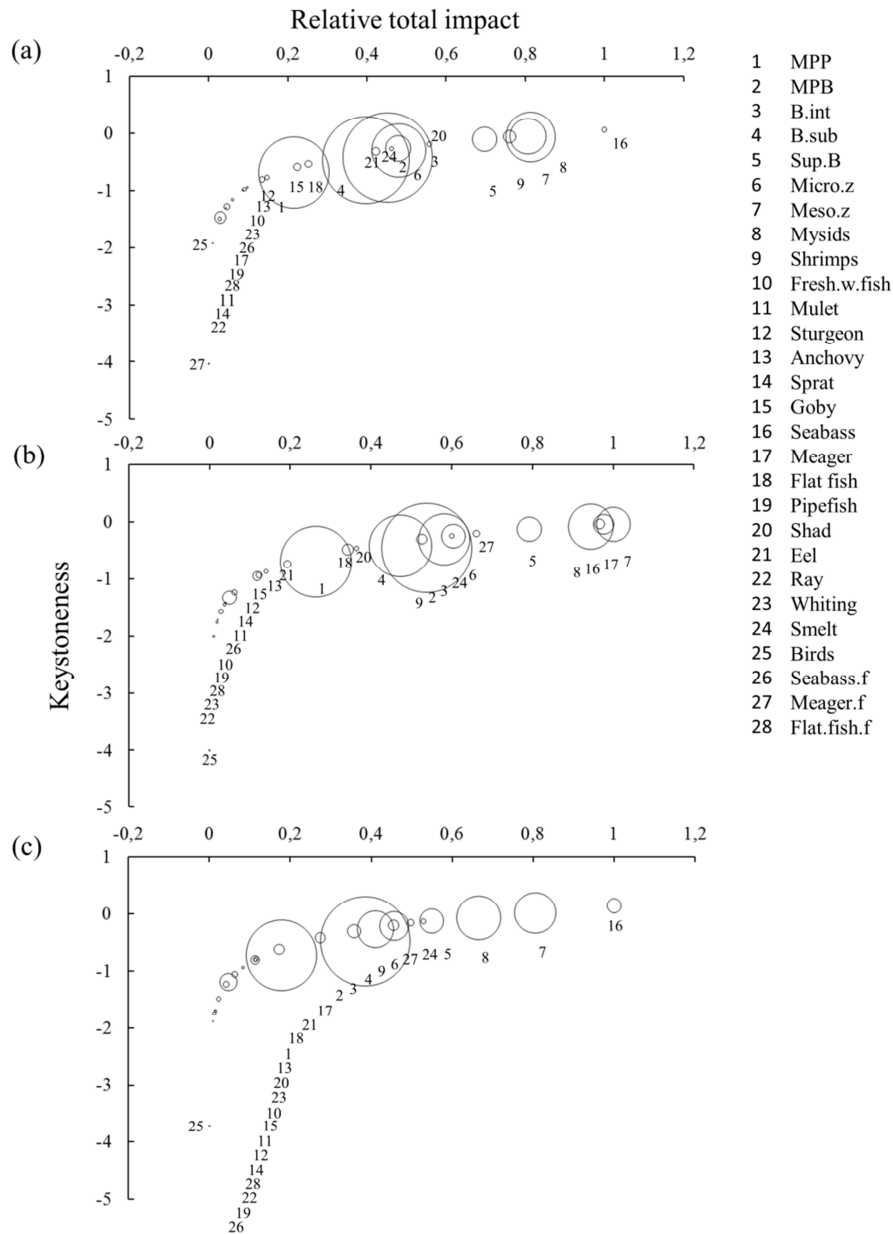 Relative total impact
(a)
-0,2 0 0,2 0,4 0,6 0,8 1 1,2
1
0
-1
-2
-3
-4
-5
20
16
21 24 2 3 8
15 18 4 6 5 9 7
12
13 1
10
23
25 26
17
19
28
11
14
22
27
(b)
-0,2 0 0,2 0,4 0,6 0,8 1 1,2
1
0
-1
-2
-3
-4
-5
27
18 20 5
21 4 24 6 8 16 17 7
15 13 1 3
12 9 2
14
11
26
10
19
28
23
22
25
Keystoneness
(c)
-0,2 0 0,2 0,4 0,6 0,8 1 1,2
1
0
-1
-2
-3
-4
-5
16
27 24 5 7
4 9 6 8
2 3
17
21
18
1
13
20
23
10
25 15
11
12
14
28
22
19
26
1 MPP
2 MPB
3 B.int
4 B.sub
5 Sup.B
6 Micro.z
7 Meso.z
8 Mysids
9 Shrimps
10 Fresh.w.fish
11 Mulet
12 Sturgeon
13 Anchovy
14 Sprat
15 Goby
16 Seabass
17 Meager
18 Flat fish
19 Pipefish
20 Shad
21 Eel
22 Ray
23 Whiting
24 Smelt
25 Birds
26 Seabass.f
27 Meager.f
28 Flat.fish.f